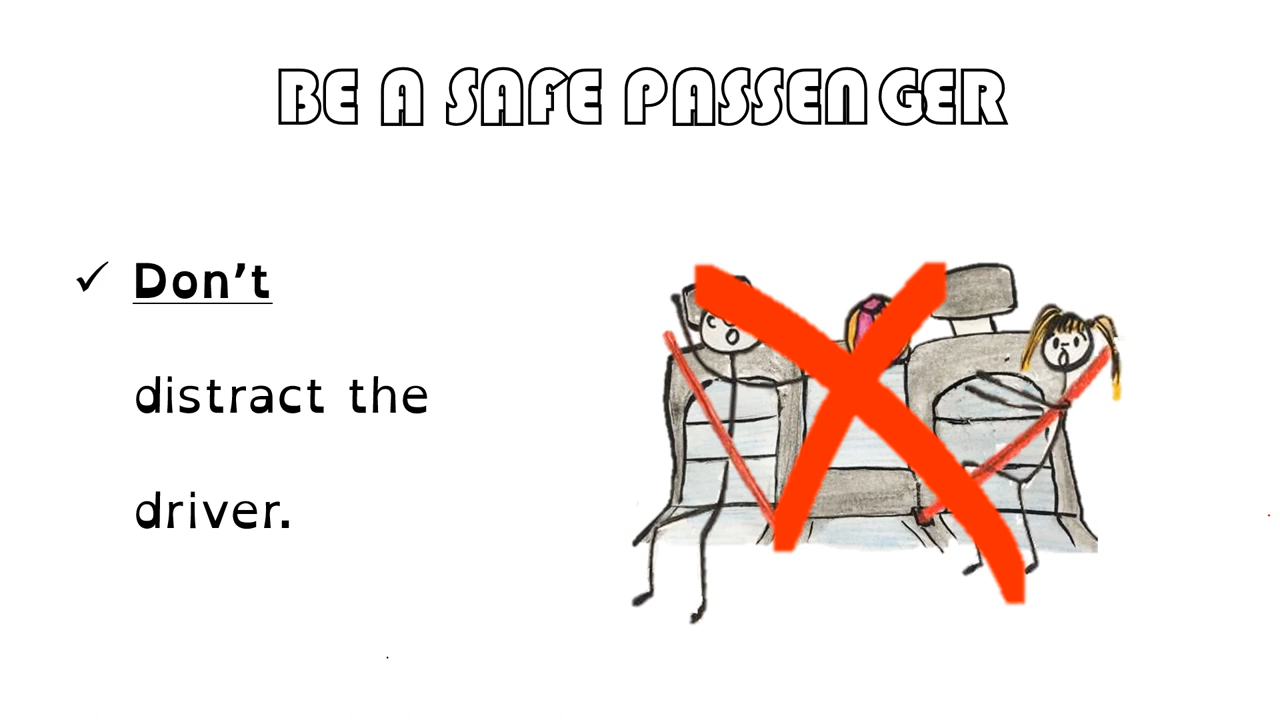 BE A SAFE PASSENGER
✓ Don’t
distract the
driver.